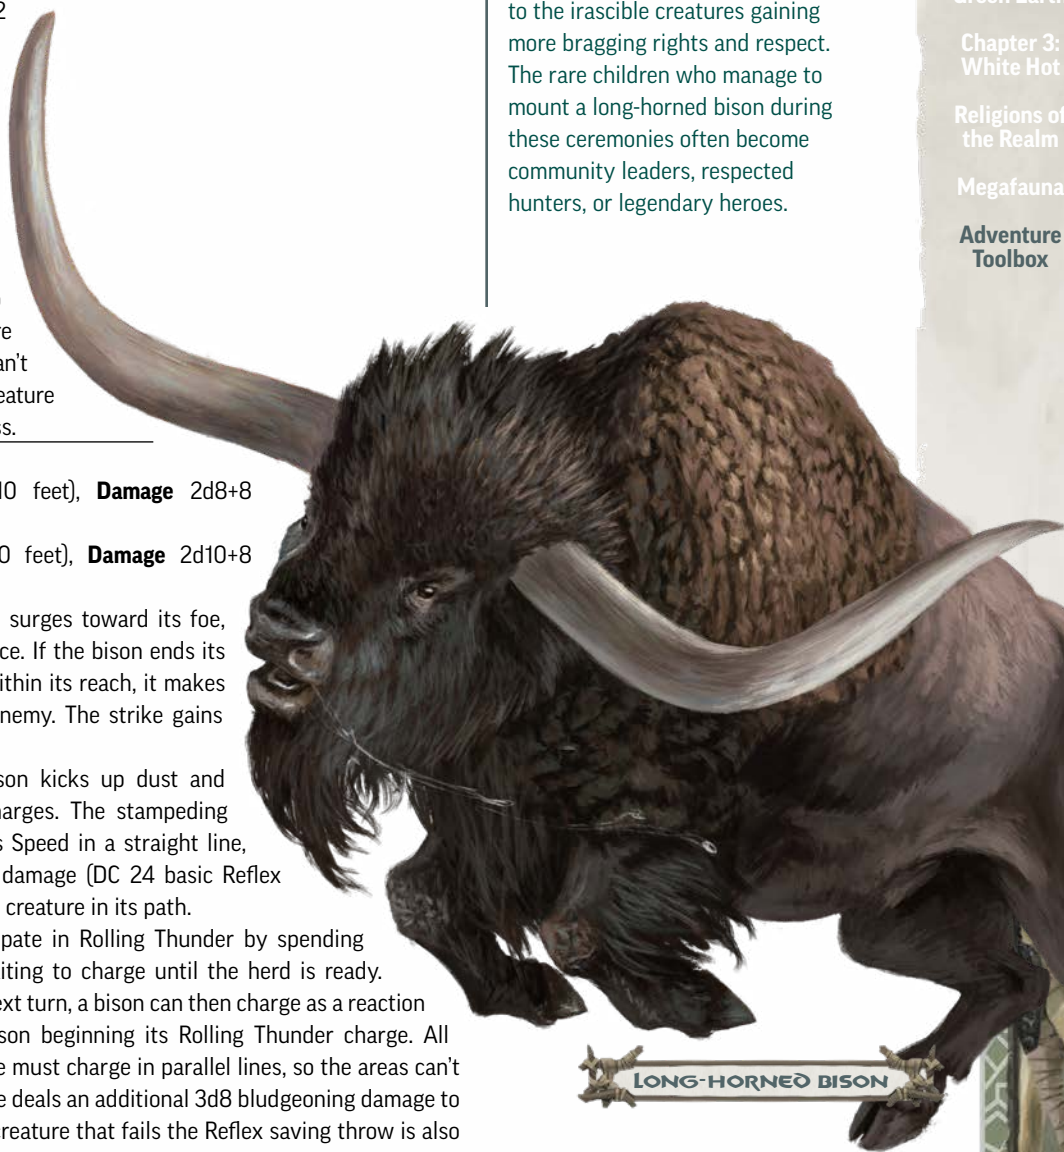 2
e
an't
eature
ss.
10 feet), Damage 2d8+8
0 feet), Damage 2d10+8
surges toward its foe,
ce. If the bison ends its
ithin its reach, it makes
nemy. The strike gains
son kicks up dust and
harges. The stampeding
s Speed in a straight line,
damage (DC 24 basic Reflex
creature in its path.
pate in Rolling Thunder by spending
iting to charge until the herd is ready.
ext turn, a bison can then charge as a reaction
son beginning its Rolling Thunder charge. All
e must charge in parallel lines, so the areas can't
e deals an additional 3d8 bludgeoning damage to
creature that fails the Reflex saving throw is also
to the irascible creatures gaining
more bragging rights and respect.
The rare children who manage to
mount a long-horned bison during
these ceremonies often become
community leaders, respected
hunters, or legendary heroes.
LONG-HORNED BISON
Green Earth
Chapter 3:
White Hot
Religions of
the Realm
Megafauna
Adventure
Toolbox